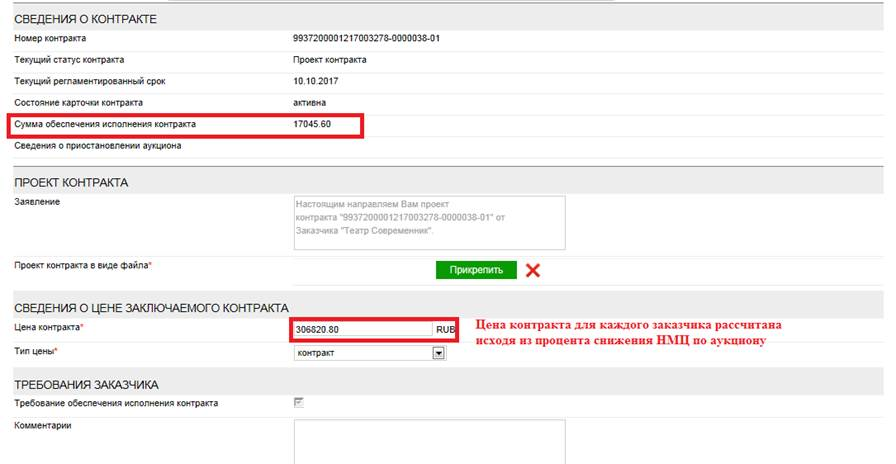 СВЕДЕНИЯ О КОНТРАКТЕ
Номер контракта 9937200001217003278-0000038-01
Текущий статус контракта Проект контракта
Текущий регламентированный срок 10.10.2017
Состояние карточки контракта активна
Сумма обеспечения исполнения контракта 17045.60
Сведения о приостановлении аукциона
ПРОЕКТ КОНТРАКТА
Заявление Настоящим направляем Вам проект
контракта "9937200001217003278-0000038-01" от
Заказчика "Театр Современник".
Проект контракта в виде файла* Прикрепить
СВЕДЕНИЯ О ЦЕНЕ ЗАКЛЮЧАЕМОГО КОНТРАКТА
Цена контракта* 306820.80 RUB Цена контракта для каждого заказчика рассчитана
исходя из процента снижения НМЦ по аукциону
Тип цены* контракт
ТРЕБОВАНИЯ ЗАКАЗЧИКА
Требование обеспечения исполнения контракта
Комментарии